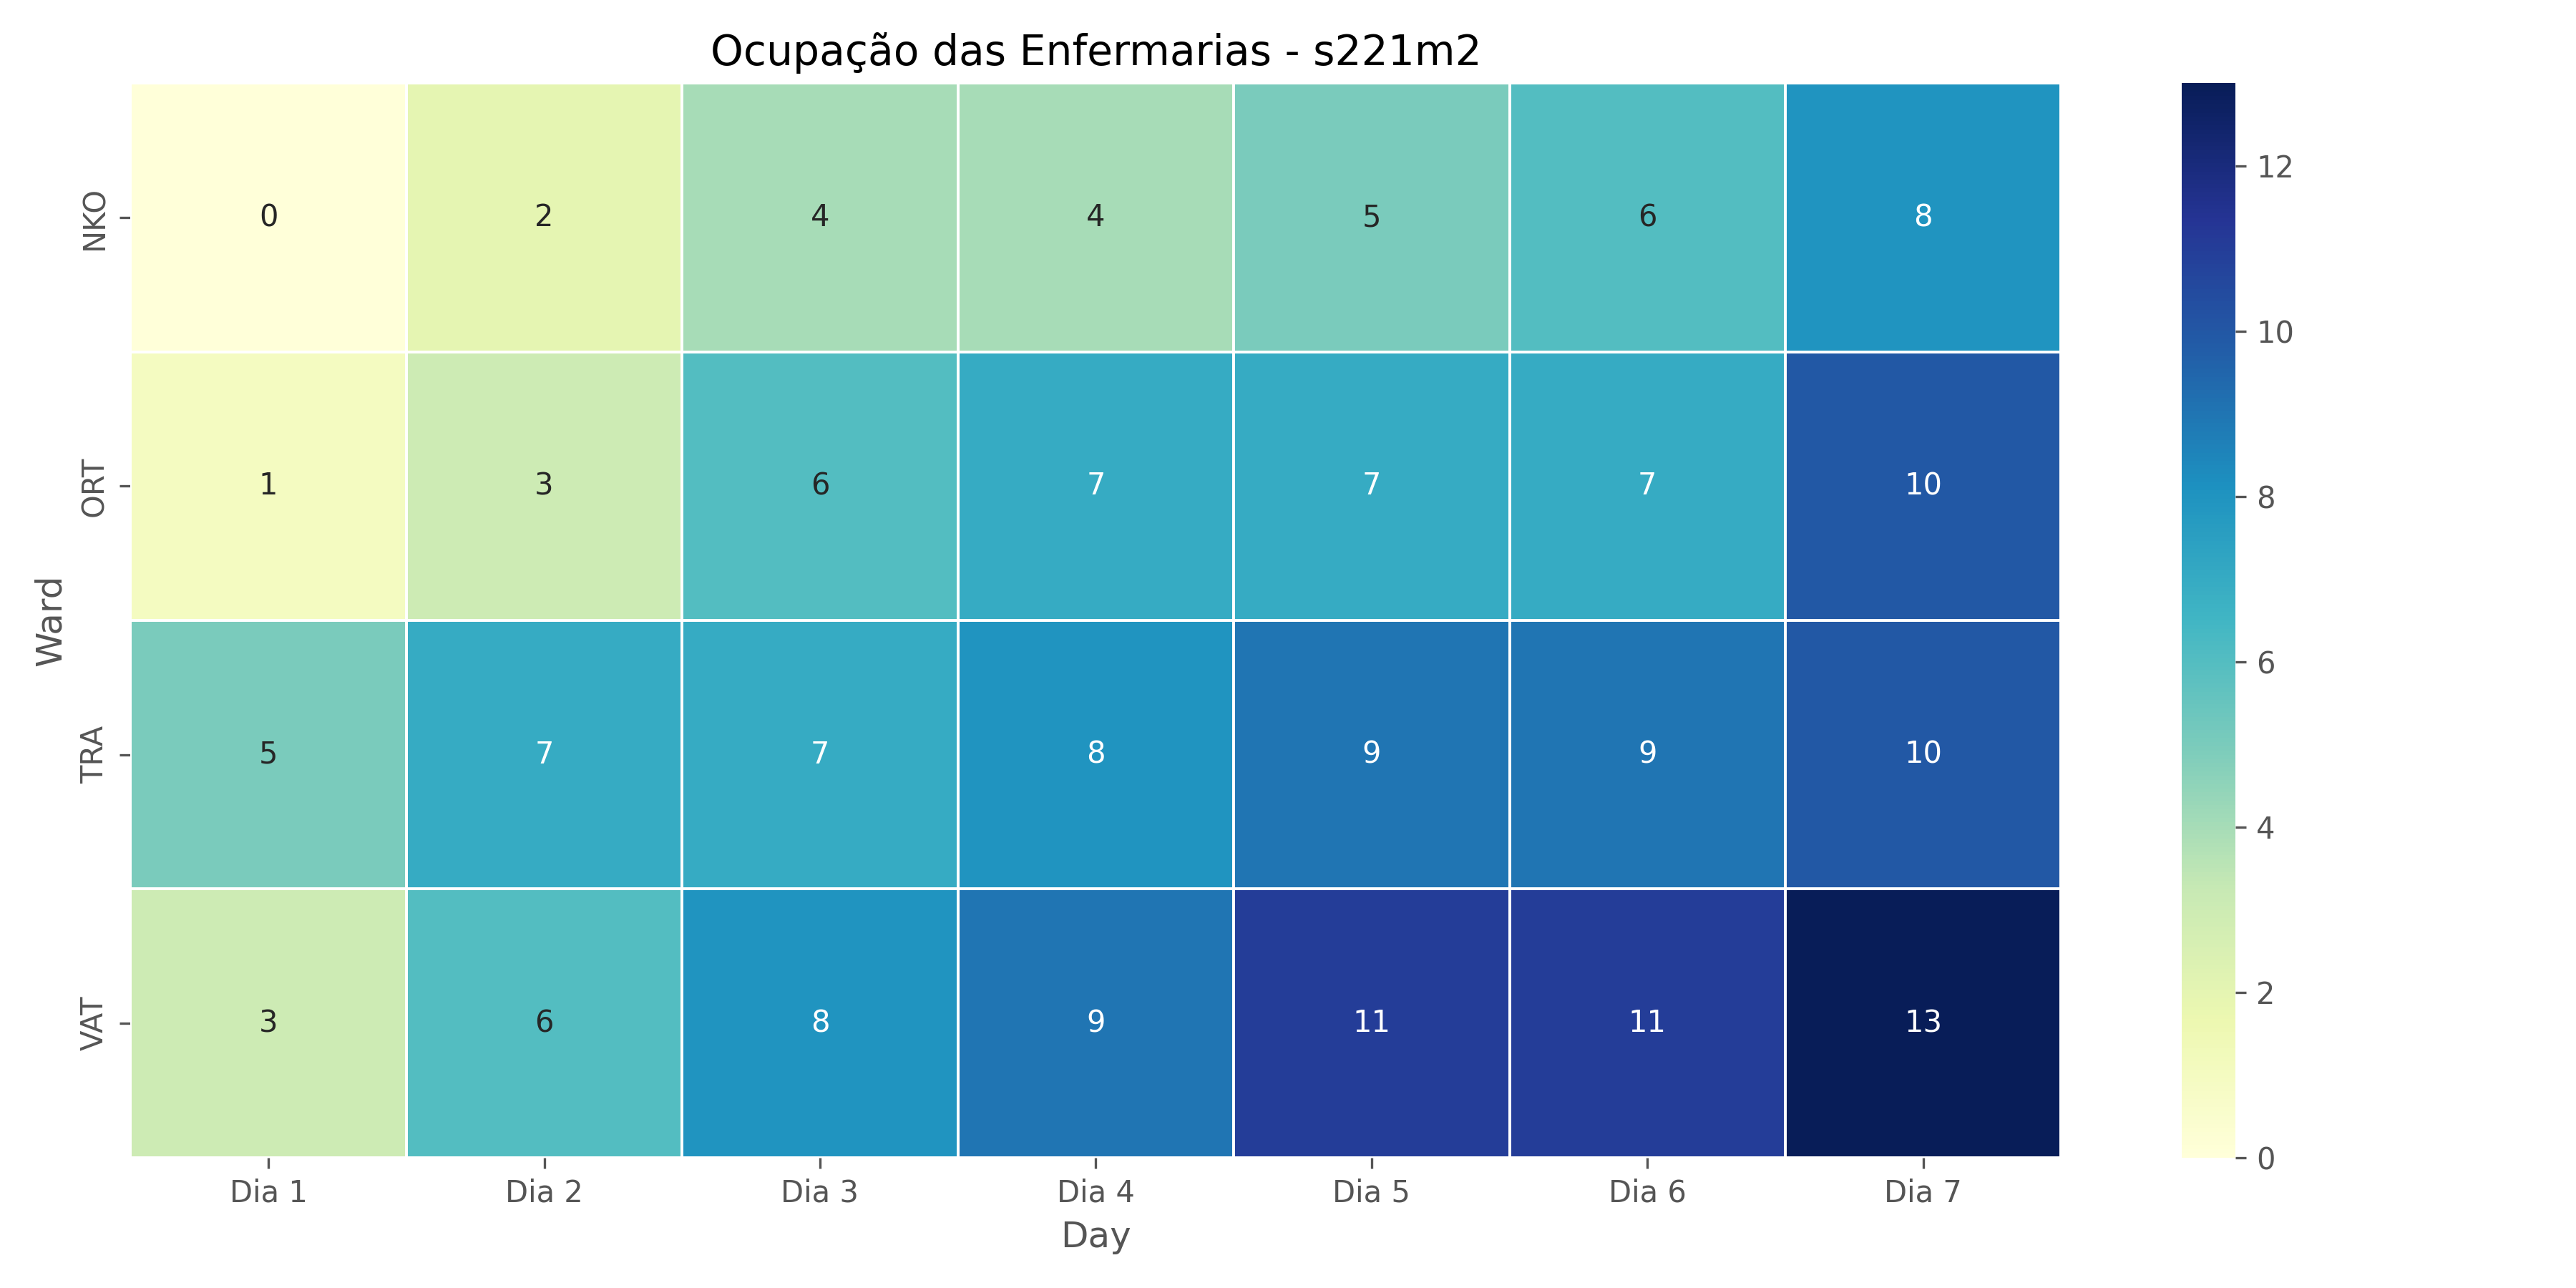 Ocupação das Enfermarias - s221m2
Ward
NKO
0 2 4 4 5 6 8
ORT
1 3 6 7 7 7 10
TRA
5 7 7 8 9 9 10
VAT
3 6 8 9 11 11 13
Dia 1 Dia 2 Dia 3 Dia 4 Dia 5 Dia 6 Dia 7
Day
12
10
8
6
4
2
0